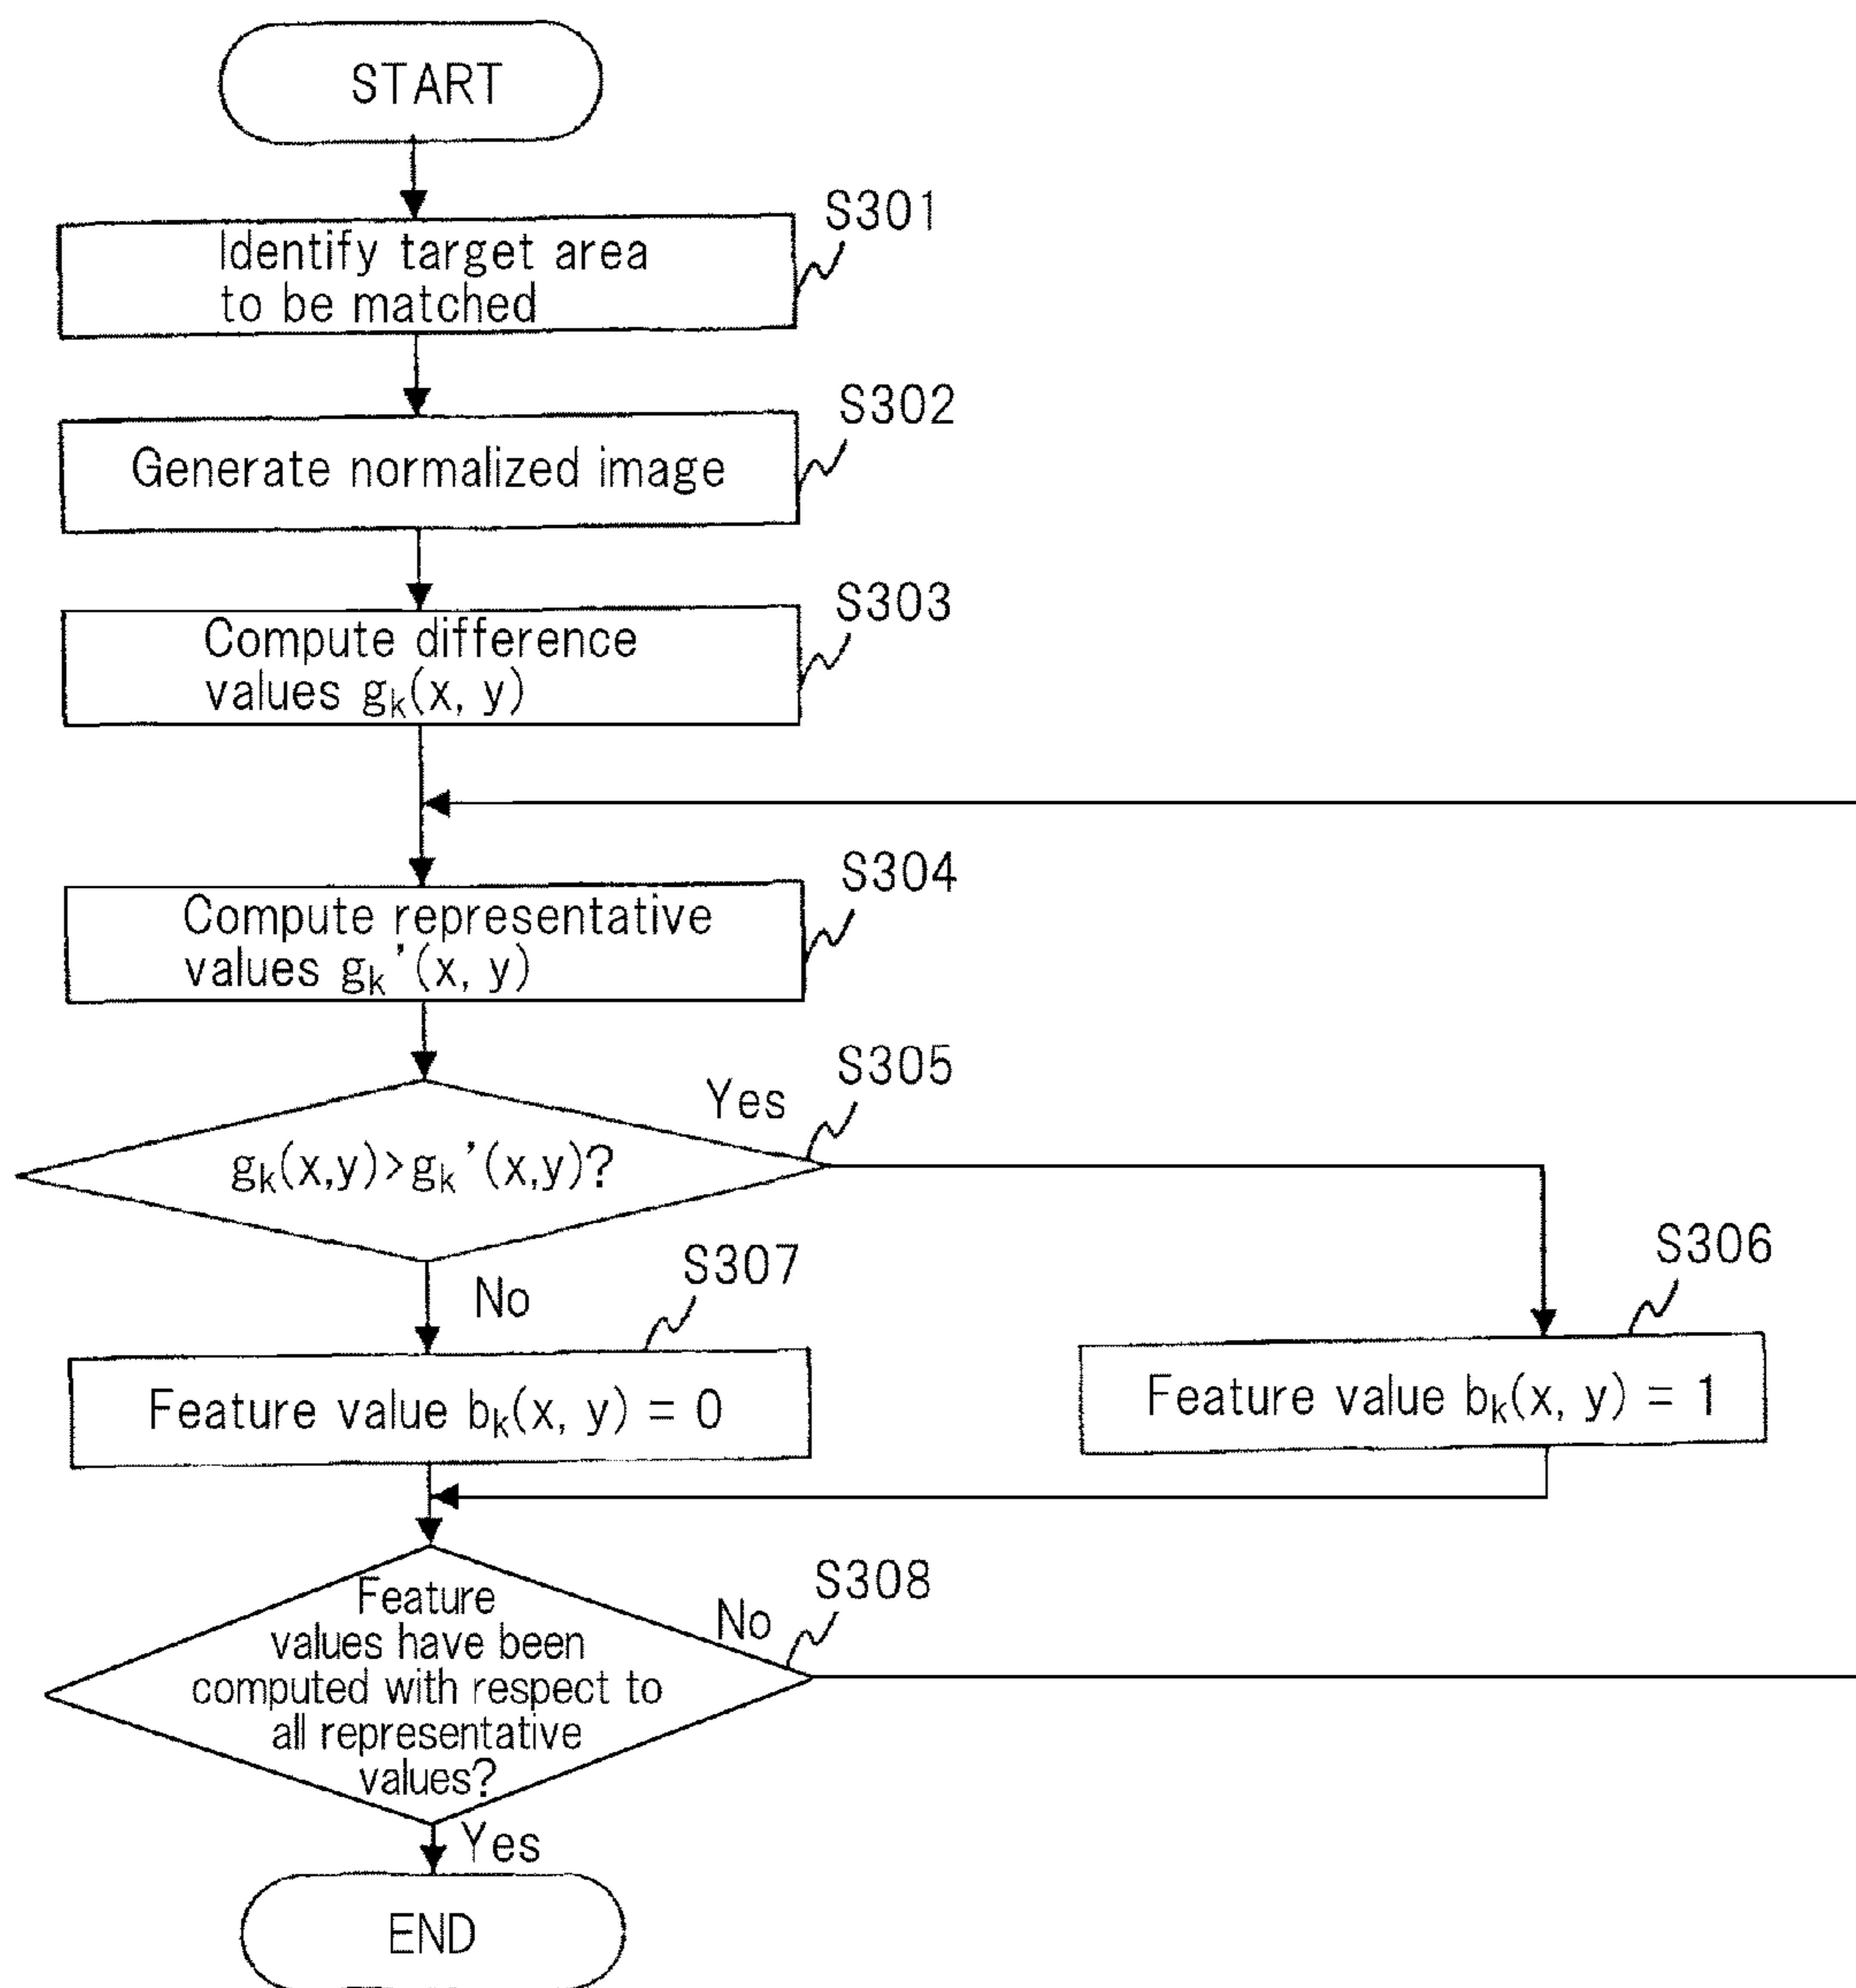 START
S301
Identify target area
to be matched
S302
Generate normalized image
S303
Compute difference
values gk(x, y)
S304
Compute representative
values gk’(x, y)
S305
Yes
gk(x,y)>gk’(x,y)?
No
S307
S306
Feature value bk(x, y) = 0
Feature value bk(x, y) = 1
S308
No
Feature
values have been
computed with respect to
all representative
values?
Yes
END